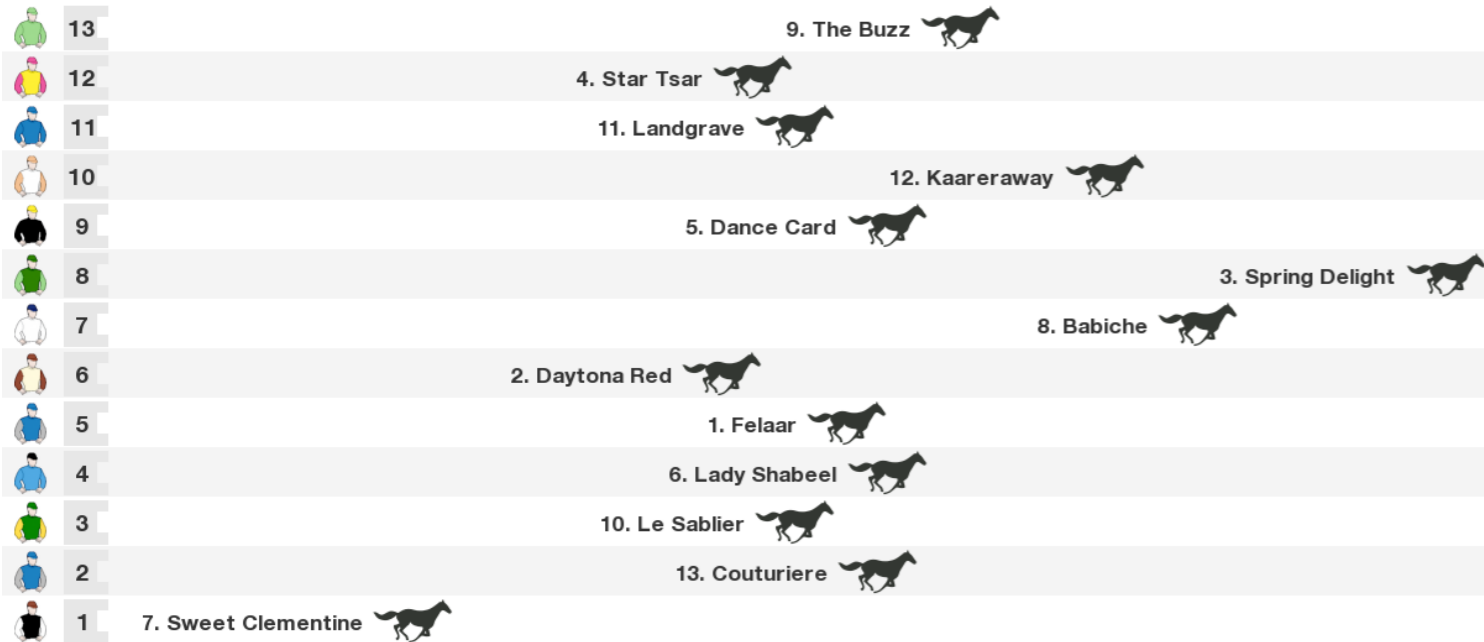 13 9. The Buzz
12 4. Star Tsar
11 11. Landgrave
10 12. Kaareraway
9 5. Dance Card
8 3. Spring Delight
7 8. Babiche
6 2. Daytona Red
5 1. Felaar
4 6. Lady Shabeel
3 10. Le Sablier
2 13. Couturiere
1 7. Sweet Clementine